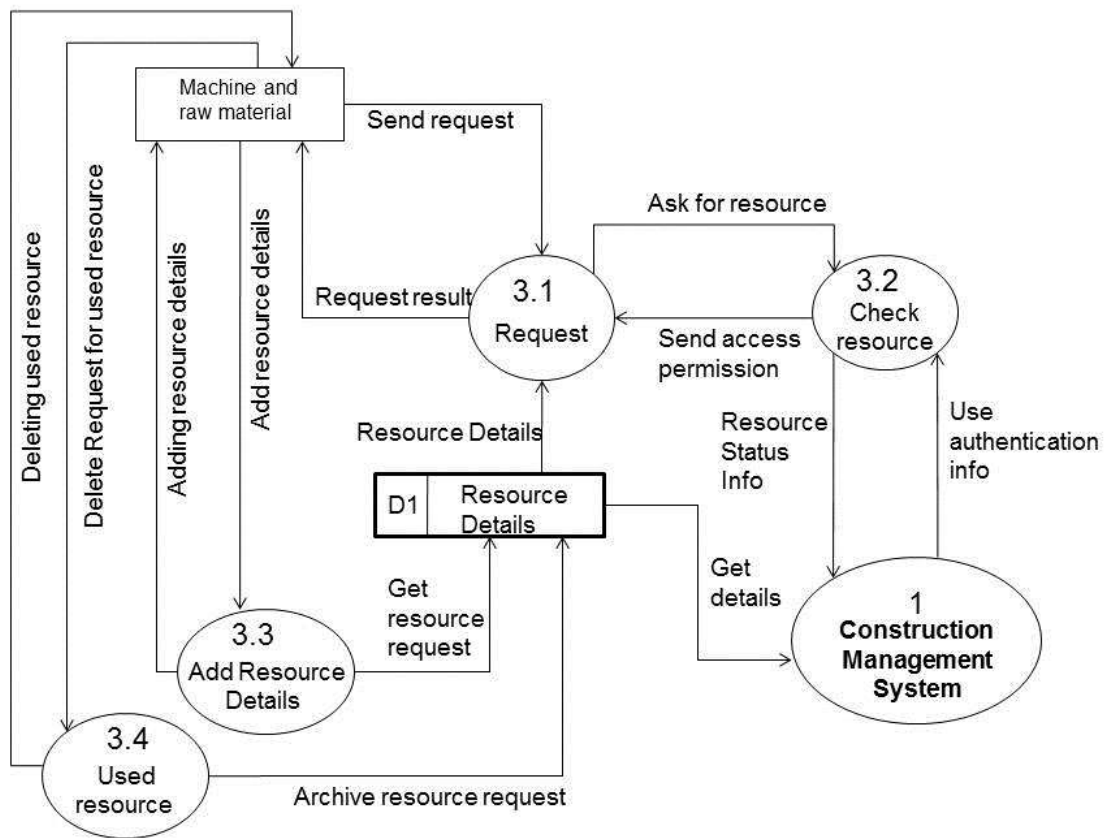 Machine and
raw material
Send request
Ask for resource
Deleting used resource
Delete Request for used resource
Adding resource details
Add resource details
Request result
3.1
Request
3.2
Check
resource
Send access
permission
Resource Details
Resource
Status
Info
Use
authentication
info
D1
Resource
Details
Get
resource
request
Get
details
1
Construction
Management
System
3.3
Add Resource
Details
3.4
Used
resource
Archive resource request